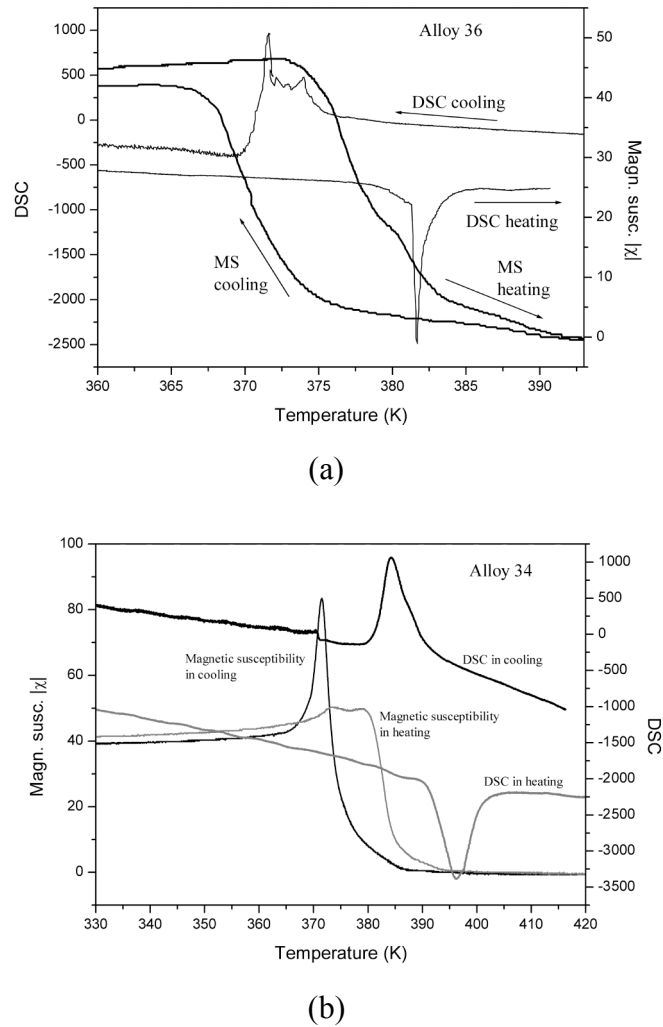 Alloy 36
1000
500
0
-500
-1000
-1500
-2000
-2500
DSC
50
40
30
20
10
0
Magn. susc. |χ|
DSC cooling
DSC heating
MS
cooling
MS
heating
360 365 370 375 380 385 390
Temperature (K)
(a)
Alloy 34
100
80
60
40
20
0
Magn. susc. |χ|
1000
500
0
-500
-1000
-1500
-2000
-2500
-3000
-3500
DSC
Magnetic susceptibility
in cooling
DSC in cooling
Magnetic susceptibility
in heating
DSC in heating
330 340 350 360 370 380 390 400 410 420
Temperature (K)
(b)